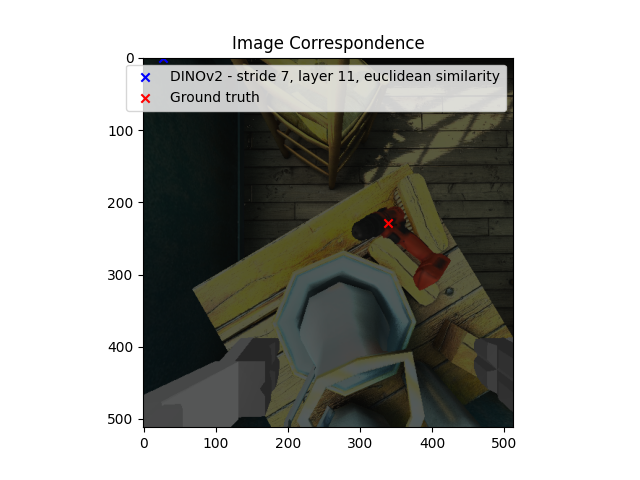 Image Correspondence
DINOv2 - stride 7, layer 11, euclidean similarity
Ground truth
0
100
200
300
400
500
0 100 200 300 400 500